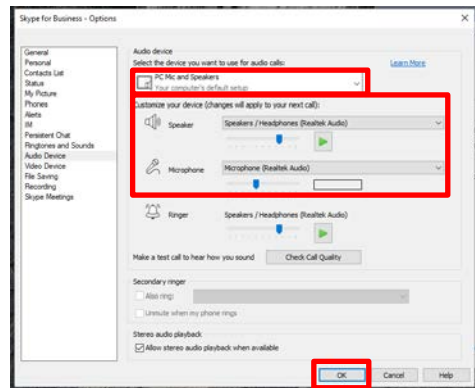 Skype for Business - Options
General
Personal
Contacts List
Status
My Picture
Phones
Alerts
IM
Persistent Chat
Ringtones and Sounds
Audio Device
Video Device
File Saving
Recording
Skype Meetings
Audio device
Select the device you want to use for audio calls:
Learn More
PC Mic and Speakers
Your computer's default setup
Customize your device (changes will apply to your next call):
Speaker
Speakers / Headphones (Realtek Audio)
Microphone
Microphone (Realtek Audio)
Ringer
Speakers / Headphones (Realtek Audio)
Make a test call to hear how you sound
Check Call Quality
Secondary ringer
Also ring:
Unmute when my phone rings
Stereo audio playback
Allow stereo audio playback when available
OK
Cancel
Help